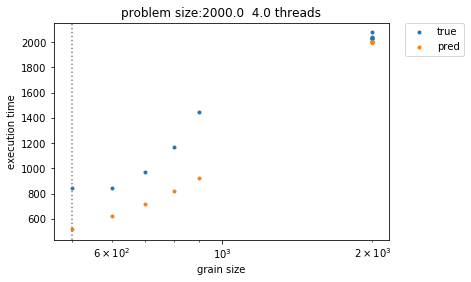 problem size:2000.0  4.0 threads
true
pred
execution time
2000
1800
1600
1400
1200
1000
800
600
6 × 10²
10³
2 × 10³
grain size